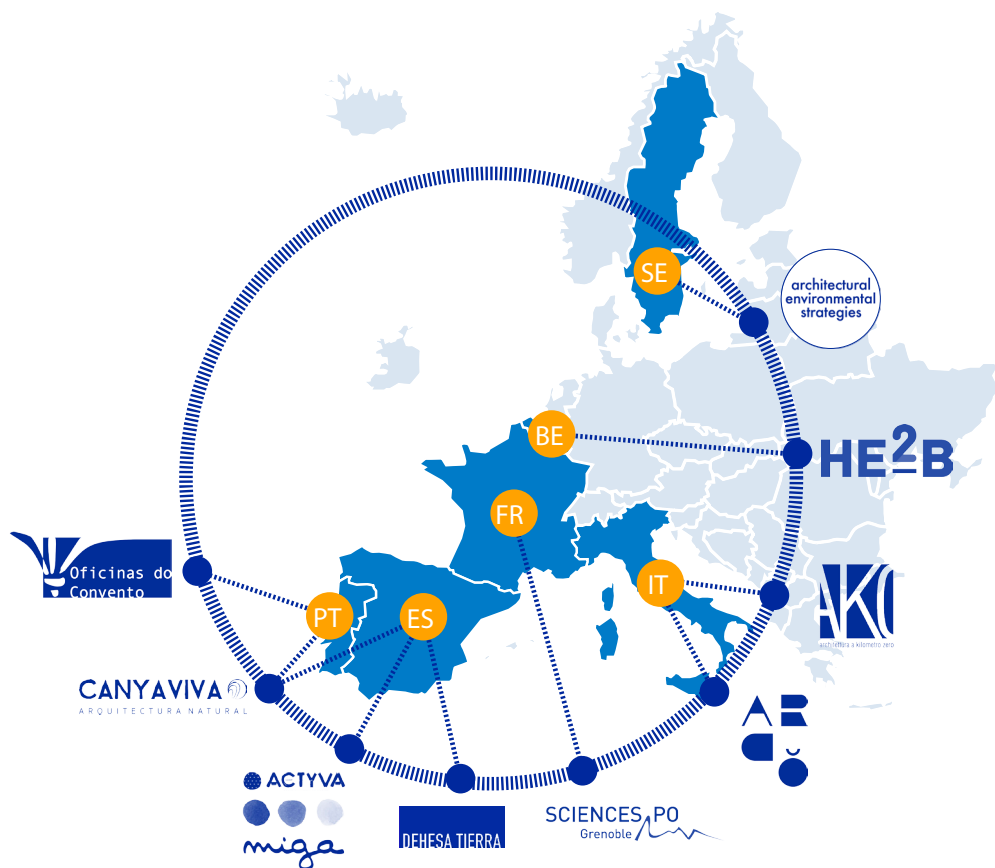 SE
architectural
environmental
strategies
BE
HE2B
FR
Oficinas do
Convento
IT
PT
ES
AKO
architettura a kilometro zero
CANYAVIVA
ARQUITECTURA NATURAL
AR
ACTYVA
miga
DEHESA TIERRA
SCIENCES PO
Grenoble